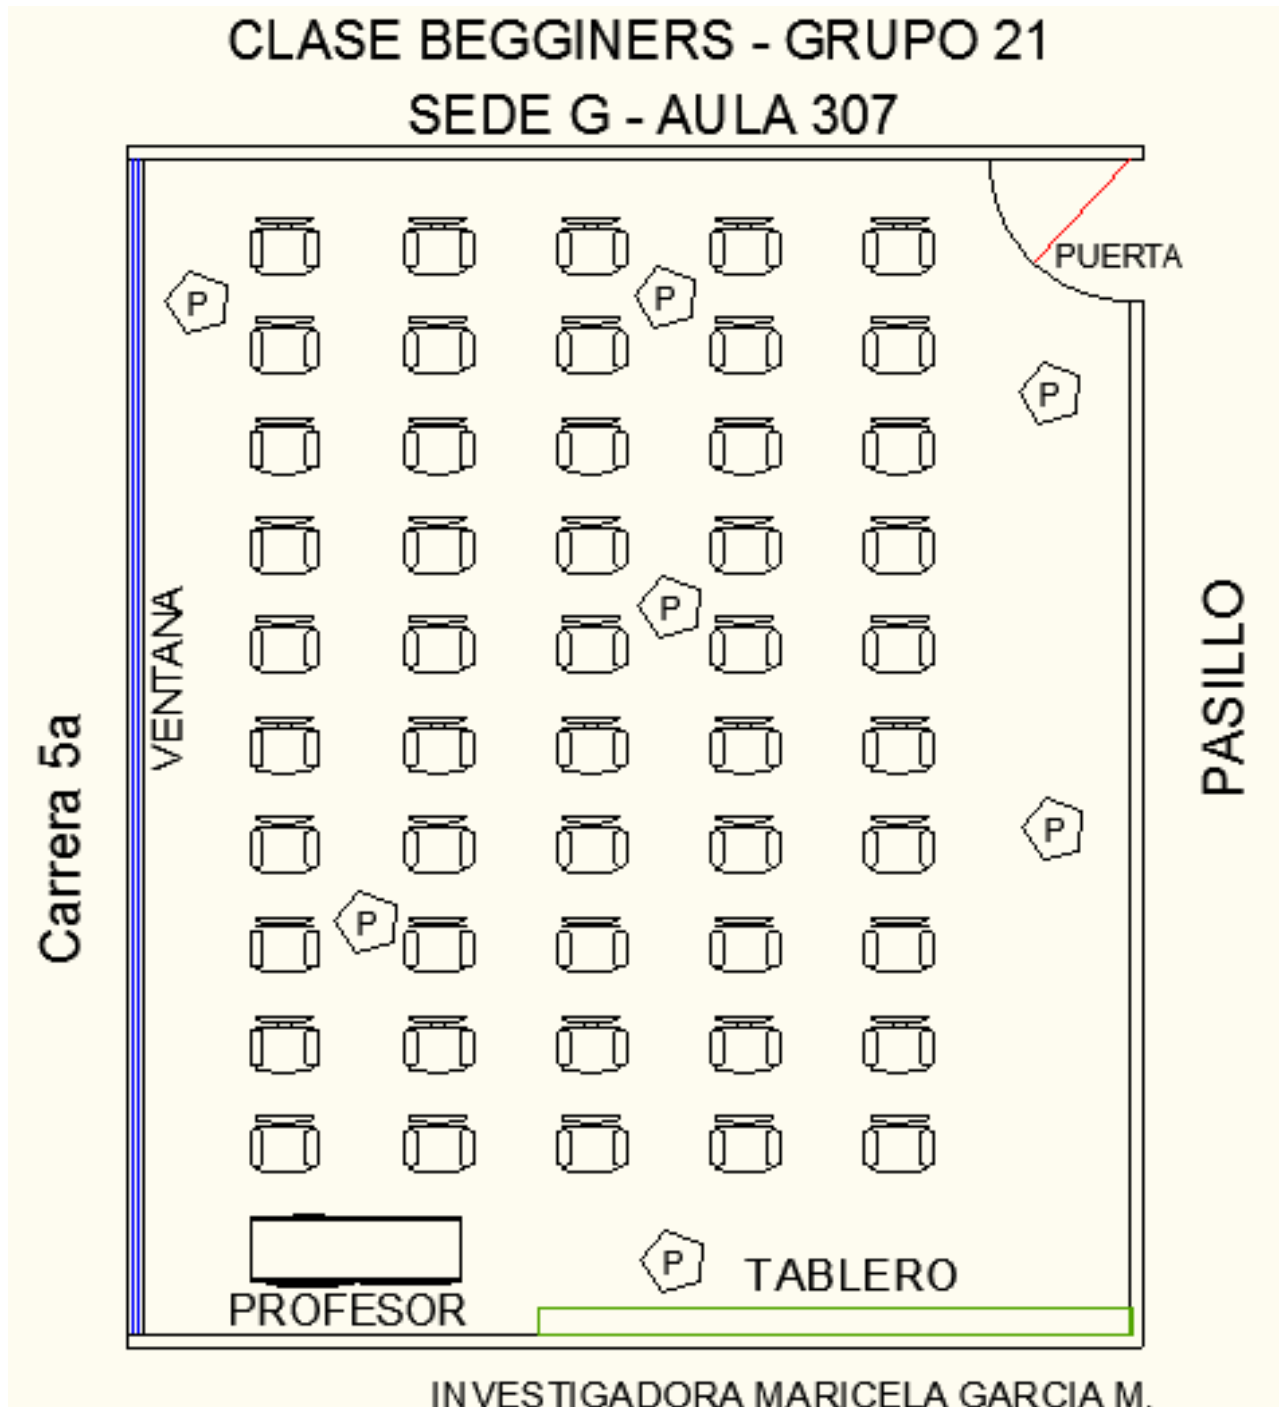 CLASE BEGGINERS - GRUPO 21
SEDE G - AULA 307
PUERTA
P
P
P
P
VENTANA
PASILLO
Carrera 5a
P
P
P
TABLERO
PROFESOR
INVESTIGADORA MARICELA GARCIA M.